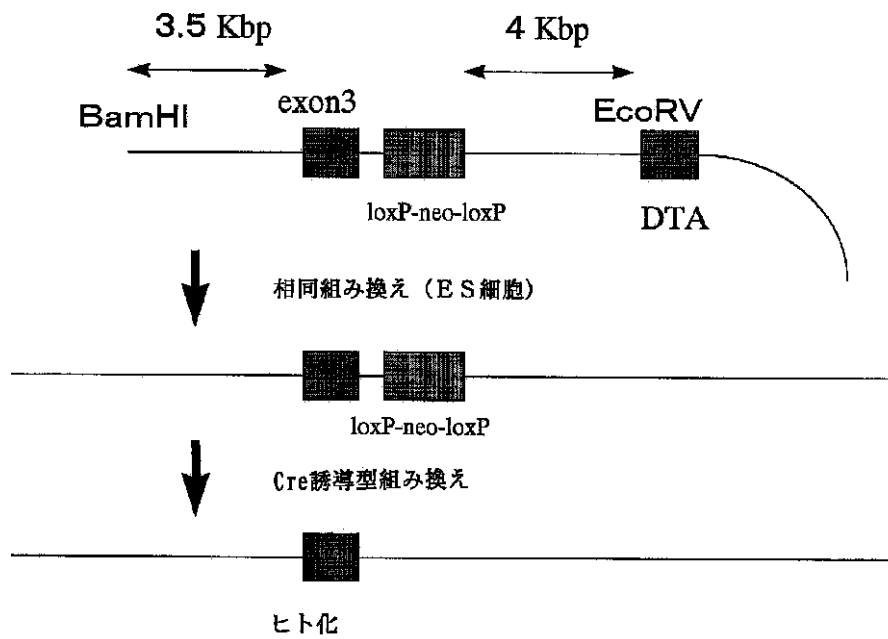 3.5 Kbp
4 Kbp
BamHI
exon3
EcoRV
loxP-neo-loxP
DTA
相同組み換え（ＥＳ細胞）
loxP-neo-loxP
Cre誘導型組み換え
ヒト化